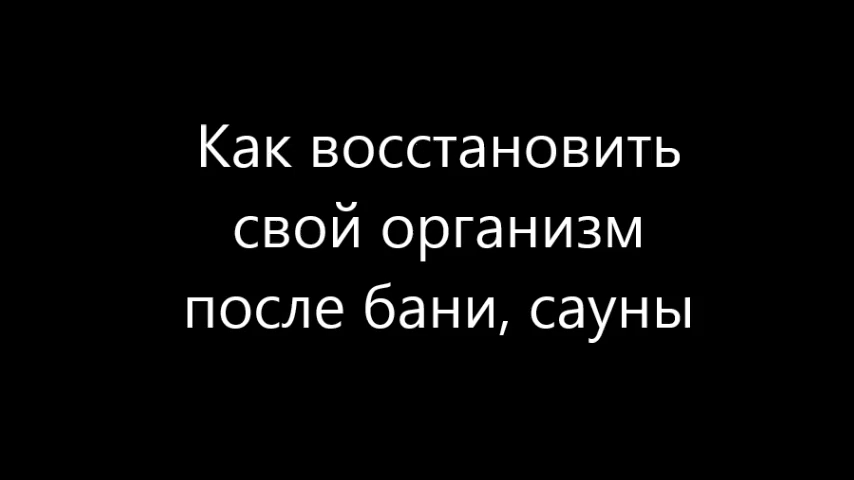 Как восстановить
свой организм
после бани, сауны